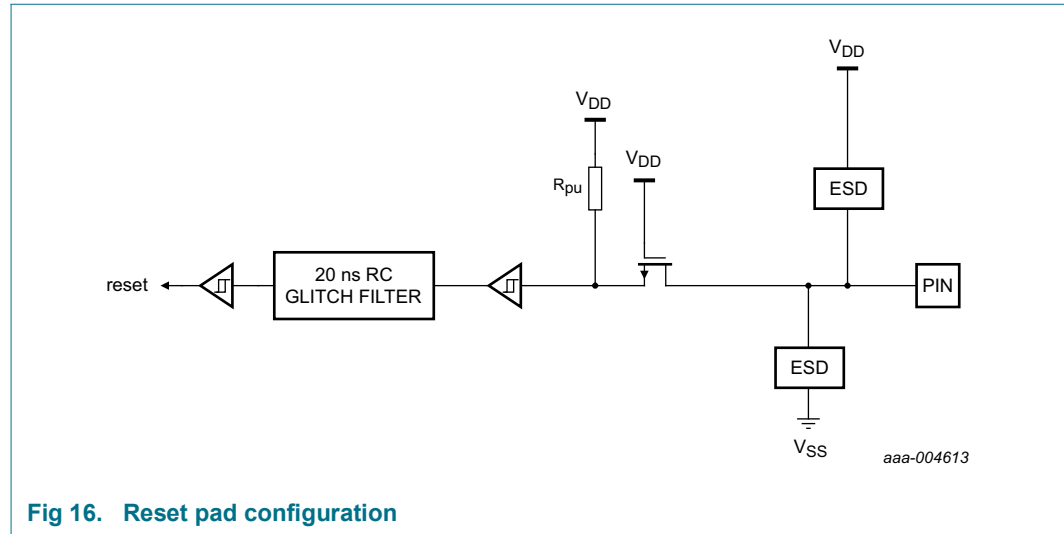 VDD
VDD
VDD
Rpu
ESD
reset
20 ns RC
GLITCH FILTER
PIN
ESD
VSS
aaa-004613
Fig 16. Reset pad configuration